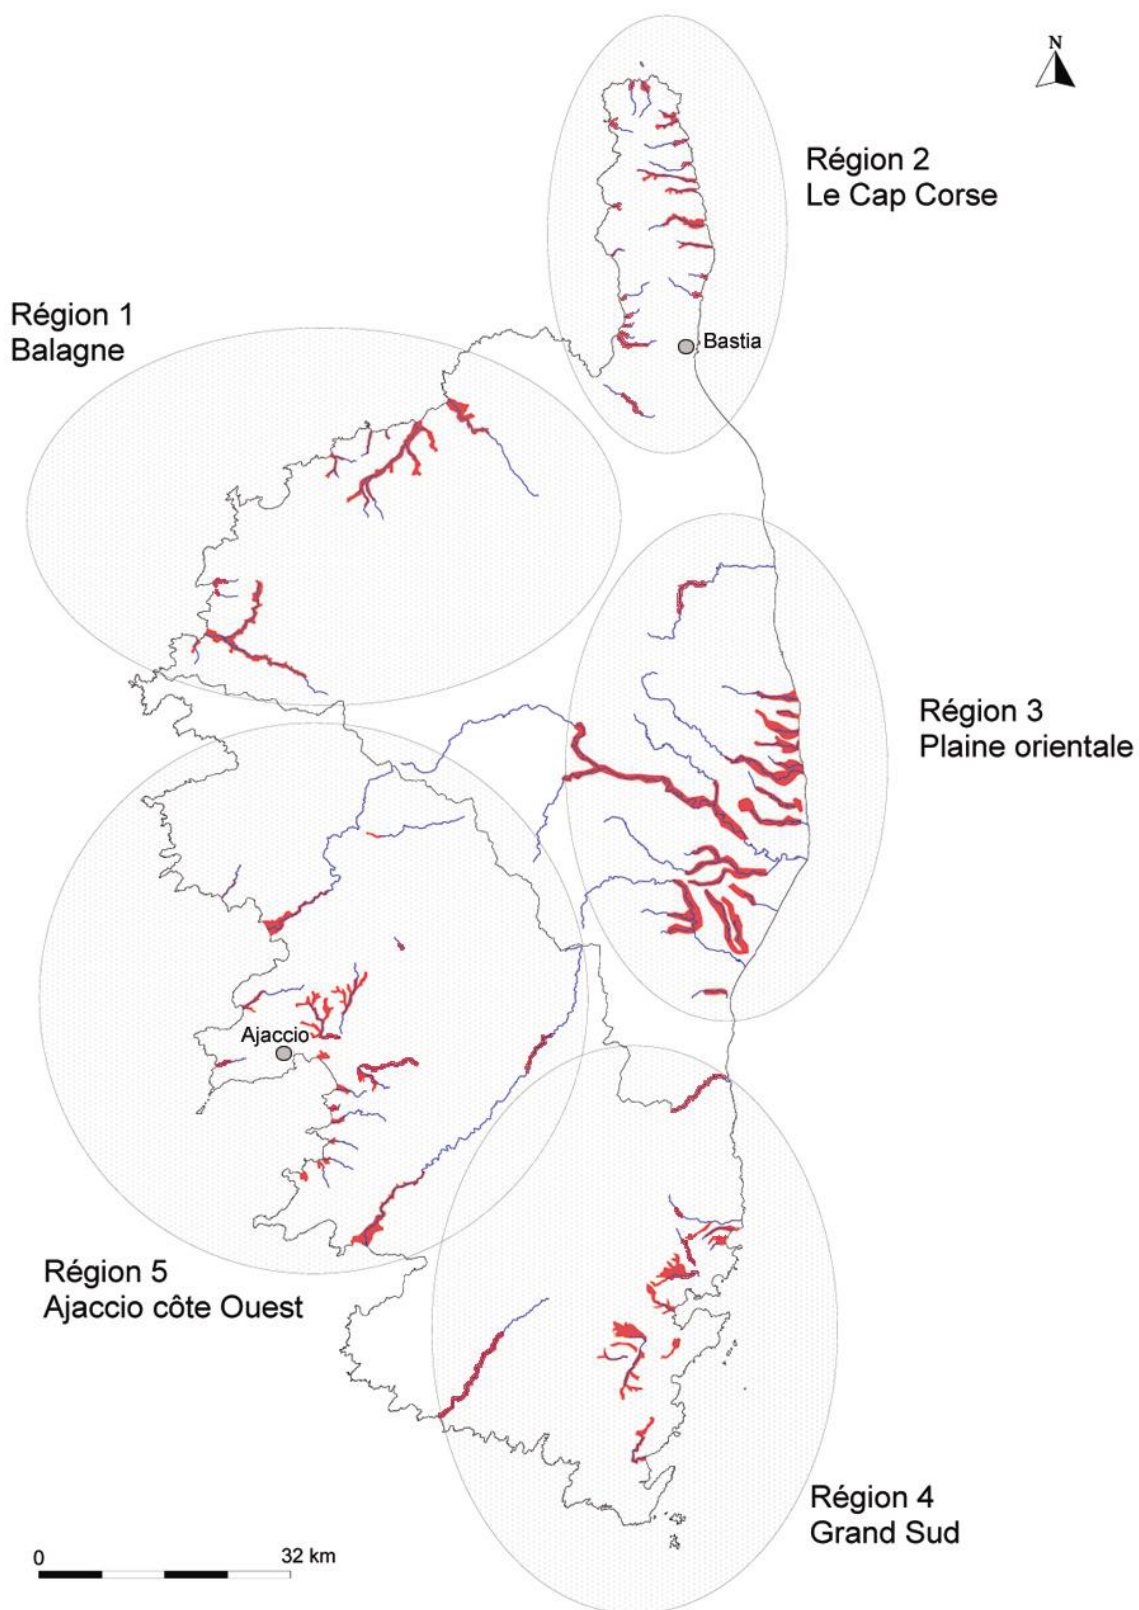 N
Région 2
Le Cap Corse
Région 1
Balagne
Bastia
Région 3
Plaine orientale
Ajaccio
Région 5
Ajaccio côte Ouest
Région 4
Grand Sud
0
32 km